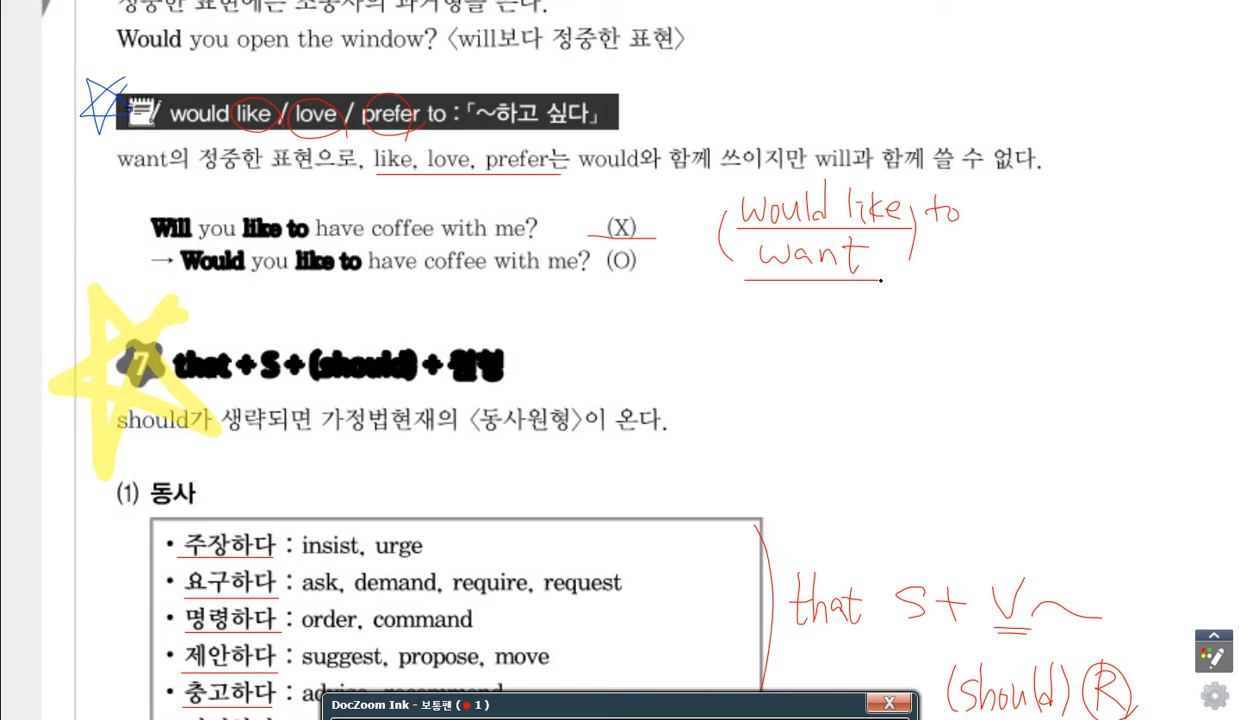 정중한 표현에는 조동사의 과거형을 쓴다.
Would you open the window? 〈will보다 정중한 표현〉
would like / love / prefer to : 「~하고 싶다」
want의 정중한 표현으로, like, love, prefer는 would와 함께 쓰이지만 will과 함께 쓸 수 없다.
Will you like to have coffee with me? (X)
→ Would you like to have coffee with me? (O)
(would like) to
want
7 that + S + (should) + 원형
should가 생략되면 가정법현재의 〈동사원형〉이 온다.
(1) 동사
• 주장하다 : insist, urge
• 요구하다 : ask, demand, require, request
• 명령하다 : order, command
• 제안하다 : suggest, propose, move
• 충고하다 : advise, recommend
that S + V~
(should) R
DocZoom Ink - 보통펜 ( 1 )